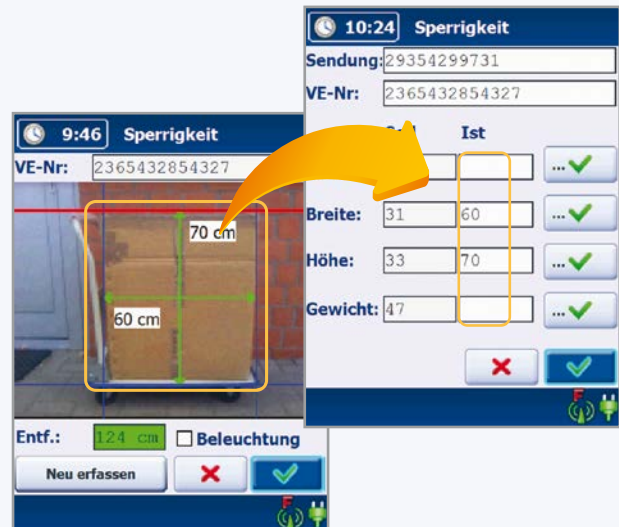 9:46 Sperrigkeit
VE-Nr: 2365432854327
70 cm
60 cm
Entf.: 124 cm Beleuchtung
Neu erfassen
F
10:24 Sperrigkeit
Sendung: 29354299731
VE-Nr: 2365432854327
Ist
...
Breite: 31 60 ...
Höhe: 33 70 ...
Gewicht: 47 ...
F